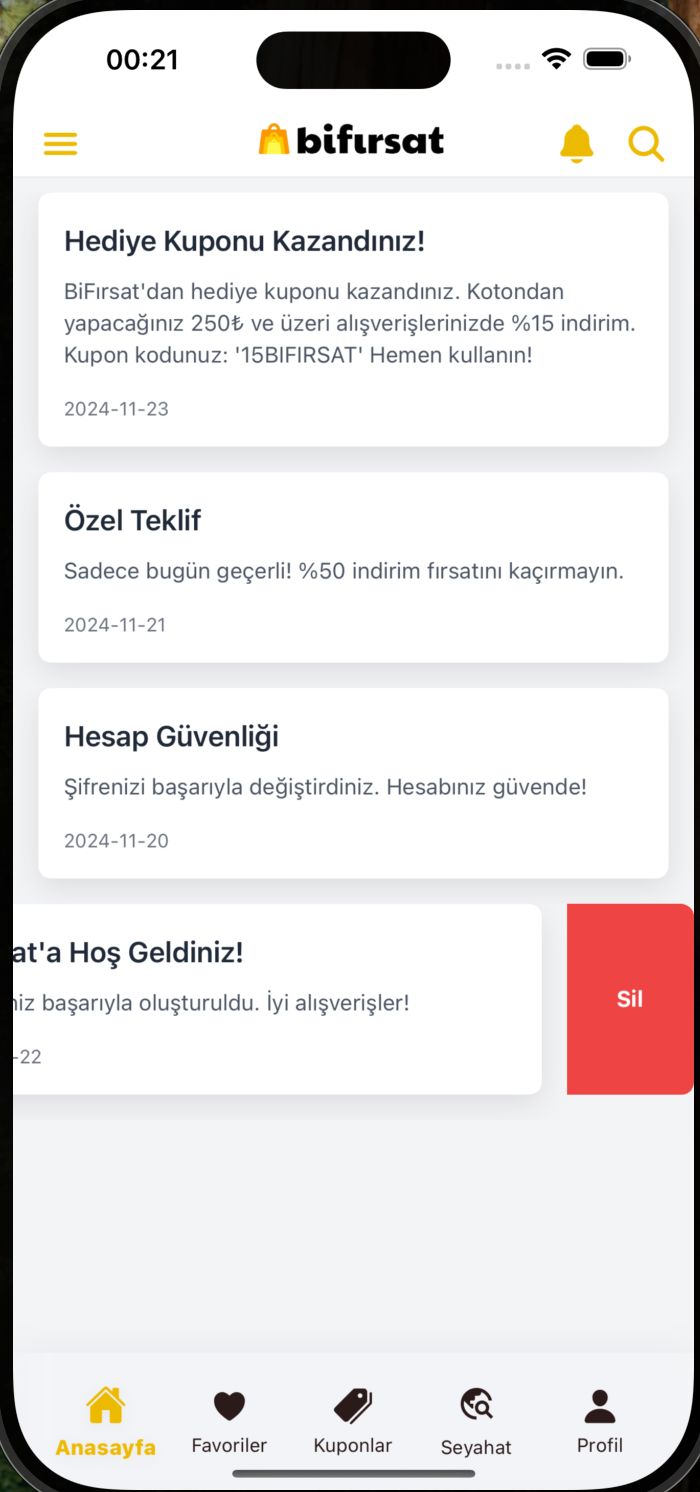 00:21
bifırsat
Hediye Kuponu Kazandınız!
BiFırsat'dan hediye kuponu kazandınız. Kotondan
yapacağınız 250₺ ve üzeri alışverişlerinizde %15 indirim.
Kupon kodunuz: '15BIFIRSAT' Hemen kullanın!
2024-11-23
Özel Teklif
Sadece bugün geçerli! %50 indirim fırsatını kaçırmayın.
2024-11-21
Hesap Güvenliği
Şifrenizi başarıyla değiştirdiniz. Hesabınız güvende!
2024-11-20
at'a Hoş Geldiniz!
niz başarıyla oluşturuldu. İyi alışverişler!
-22
Sil
Anasayfa
Favoriler
Kuponlar
Seyahat
Profil